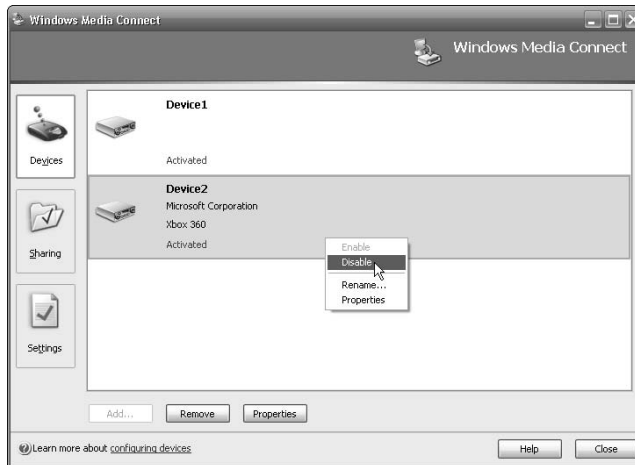 Windows Media Connect
Windows Media Connect
Devices
Sharing
Settings
Device1
Activated
Device2
Microsoft Corporation
Xbox 360
Activated
Enable
Disable
Rename...
Properties
Add...
Remove
Properties
Learn more about configuring devices
Help
Close